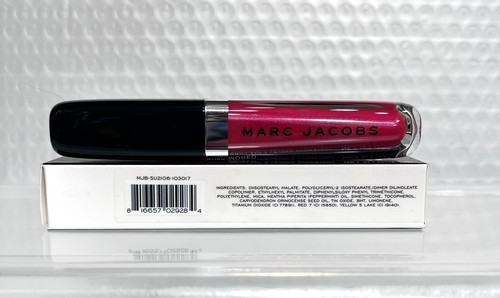 MARC JACOBS
MJB-SU2106-103017
8 16657 02928 4
INGREDIENTS: DIISOSTEARYL MALATE, POLYGLYCERYL-2 ISOSTEARATE/DIMER DILINOLEATE
COPOLYMER, ETHYLHEXYL PALMITATE, DIPHENYLSILOXY PHENYL TRIMETHICONE,
POLYETHYLENE, MICA, MENTHA PIPERITA (PEPPERMINT) OIL, SIMETHICONE, TOCOPHEROL,
CARYODENDRON ORINOCENSE SEED OIL, TIN OXIDE, BHT, LIMONENE,
TITANIUM DIOXIDE (CI 77891), RED 7 (CI 15850), YELLOW 5 LAKE (CI 19140).